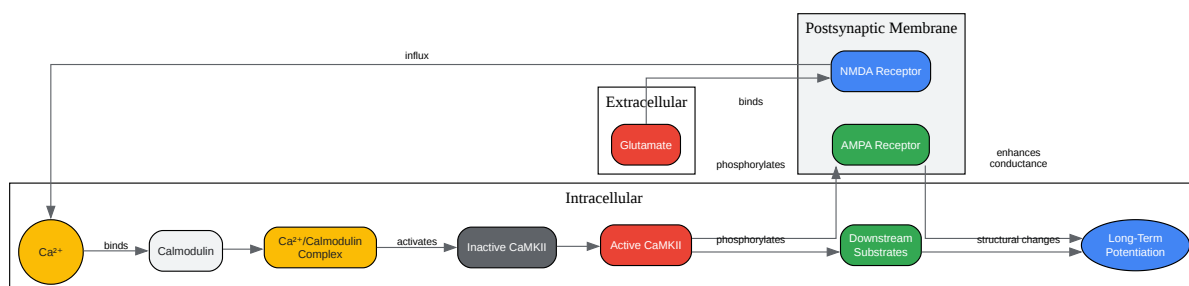 Postsynaptic Membrane
influx
NMDA Receptor
Extracellular
binds
Glutamate
AMPA Receptor
phosphorylates
enhances
conductance
Intracellular
Ca²⁺
binds
Calmodulin
Ca²⁺/Calmodulin
Complex
activates
Inactive CaMKII
Active CaMKII
phosphorylates
Downstream
Substrates
structural changes
Long-Term
Potentiation